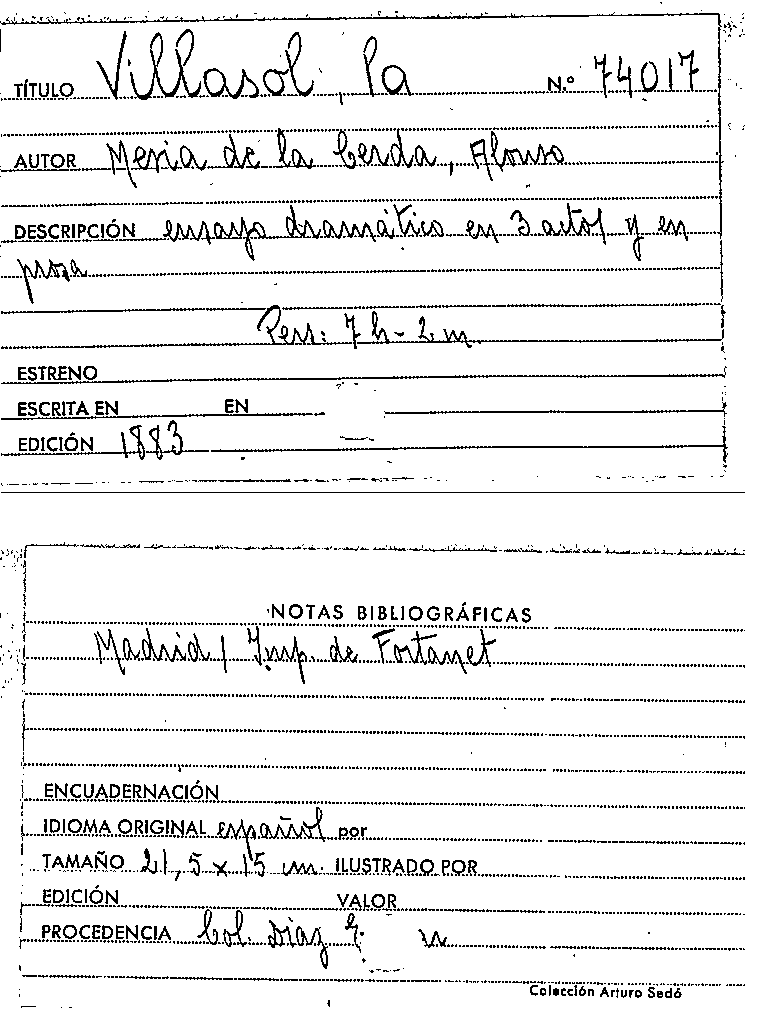 TÍTULO Villasol, la N.º 74017
AUTOR Mesia de la Cerda, Alonso
DESCRIPCIÓN ensayo dramático en 3 actos y en
prosa
Pers: 7 h - 2 m.
ESTRENO
ESCRITA EN EN
EDICIÓN 1883
NOTAS BIBLIOGRÁFICAS
Madrid / Imp. de Fortanet
ENCUADERNACIÓN
IDIOMA ORIGINAL español por
TAMAÑO 21,5 x 15 cm. ILUSTRADO POR
EDICIÓN VALOR
PROCEDENCIA Col. Díaz
Colección Arturo Sedó